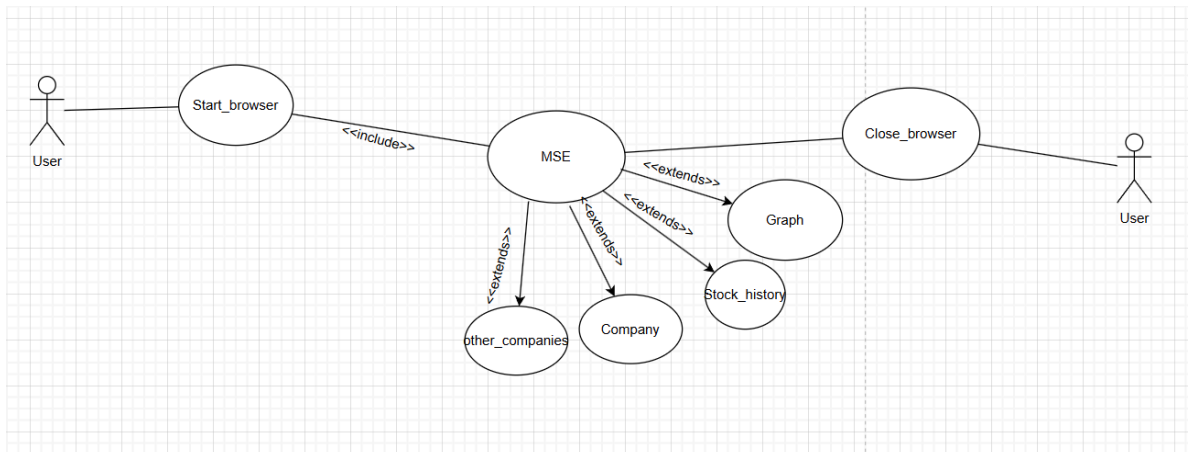 Start_browser
User
<<include>>
MSE
Close_browser
User
<<extends>>
Graph
<<extends>>
Stock_history
<<extends>>
Company
<<extends>>
other_companies